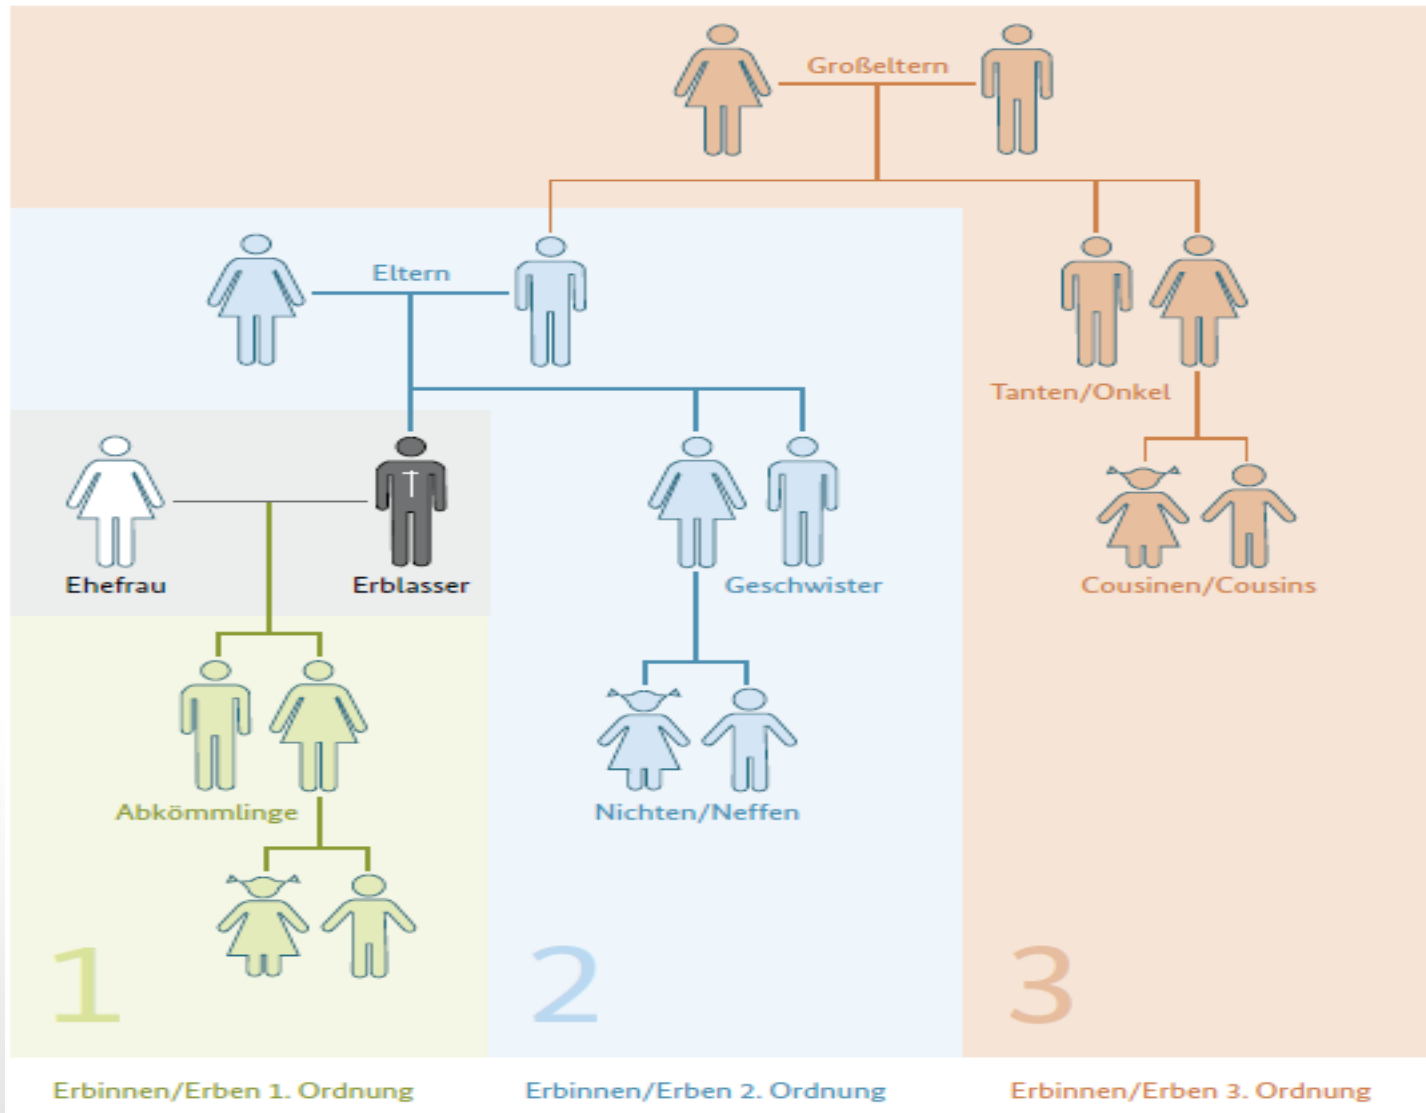 Großeltern
Eltern
Tanten/Onkel
Ehefrau
Erblasser
Geschwister
Cousinen/Cousins
Abkömmlinge
Nichten/Neffen
1
2
3
Erbinnen/Erben 1. Ordnung
Erbinnen/Erben 2. Ordnung
Erbinnen/Erben 3. Ordnung